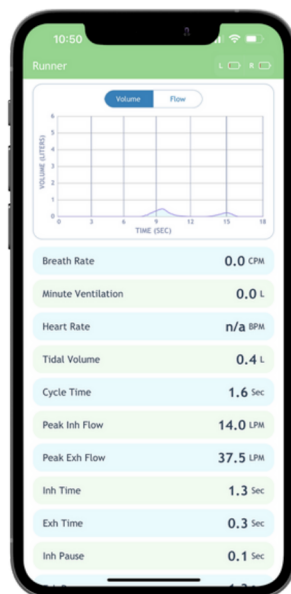 10:50
Runner L R
Volume Flow
VOLUME (LITERS)
6
5
4
3
2
1
0
0 3 6 9 12 15 18
TIME (SEC)
Breath Rate 0.0 CPM
Minute Ventilation 0.0 L
Heart Rate n/a BPM
Tidal Volume 0.4 L
Cycle Time 1.6 Sec
Peak Inh Flow 14.0 LPM
Peak Exh Flow 37.5 LPM
Inh Time 1.3 Sec
Exh Time 0.3 Sec
Inh Pause 0.1 Sec